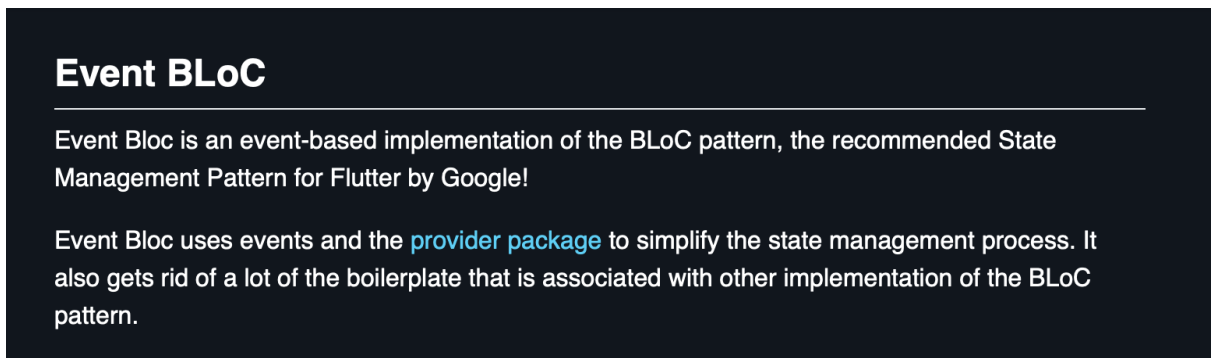 Event BLoC
Event Bloc is an event-based implementation of the BLoC pattern, the recommended State
Management Pattern for Flutter by Google!
Event Bloc uses events and the provider package to simplify the state management process. It
also gets rid of a lot of the boilerplate that is associated with other implementation of the BLoC
pattern.